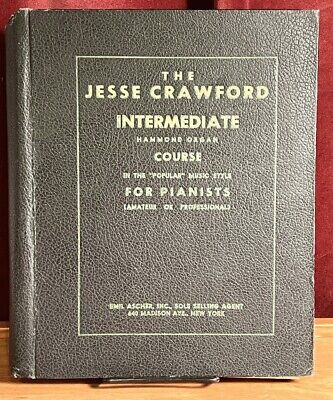 THE
JESSE CRAWFORD
INTERMEDIATE
HAMMOND ORGAN
COURSE
IN THE "POPULAR" MUSIC STYLE
FOR PIANISTS
(AMATEUR OR PROFESSIONAL)
EMIL ASCHER, INC., SOLE SELLING AGENT
640 MADISON AVE., NEW YORK